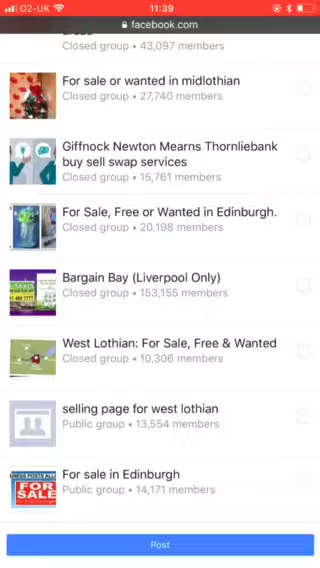 O2-UK
11:39
facebook.com
Closed group • 43,097 members
For sale or wanted in midlothian
Closed group • 27,740 members
Giffnock Newton Mearns Thornliebank
buy sell swap services
Closed group • 15,761 members
For Sale, Free or Wanted in Edinburgh.
Closed group • 20,198 members
Bargain Bay (Liverpool Only)
Closed group • 153,155 members
West Lothian: For Sale, Free & Wanted
Closed group • 10,306 members
selling page for west lothian
Public group • 13,554 members
For sale in Edinburgh
Public group • 14,171 members
FOR
SALE
Post